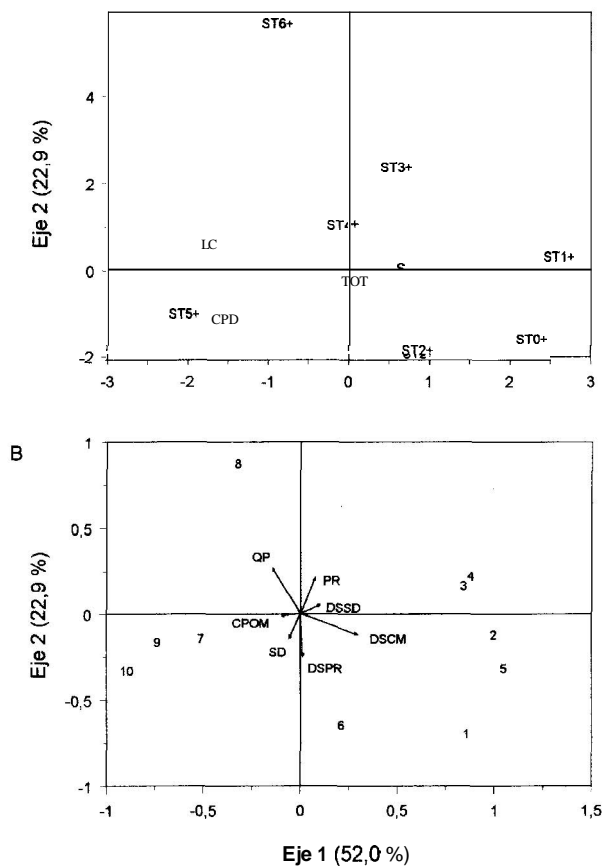 ST6+
4
ST3+
2
ST4+
LC
S
ST1+
0
TOT
ST5+
CPD
ST0+
ST2+
-2
-3 -2 -1 0 1 2 3
Eje 2 (22,9 %)
B
1
8
0,5
QP
PR
4
3
DSSD
0
CPOM
DSCM
2
9
7
SD
10
DSPR
5
-0,5
6
1
-1
-1 -0,5 0 0,5 1 1,5
Eje 2 (22,9 %)
Eje 1 (52,0 %)